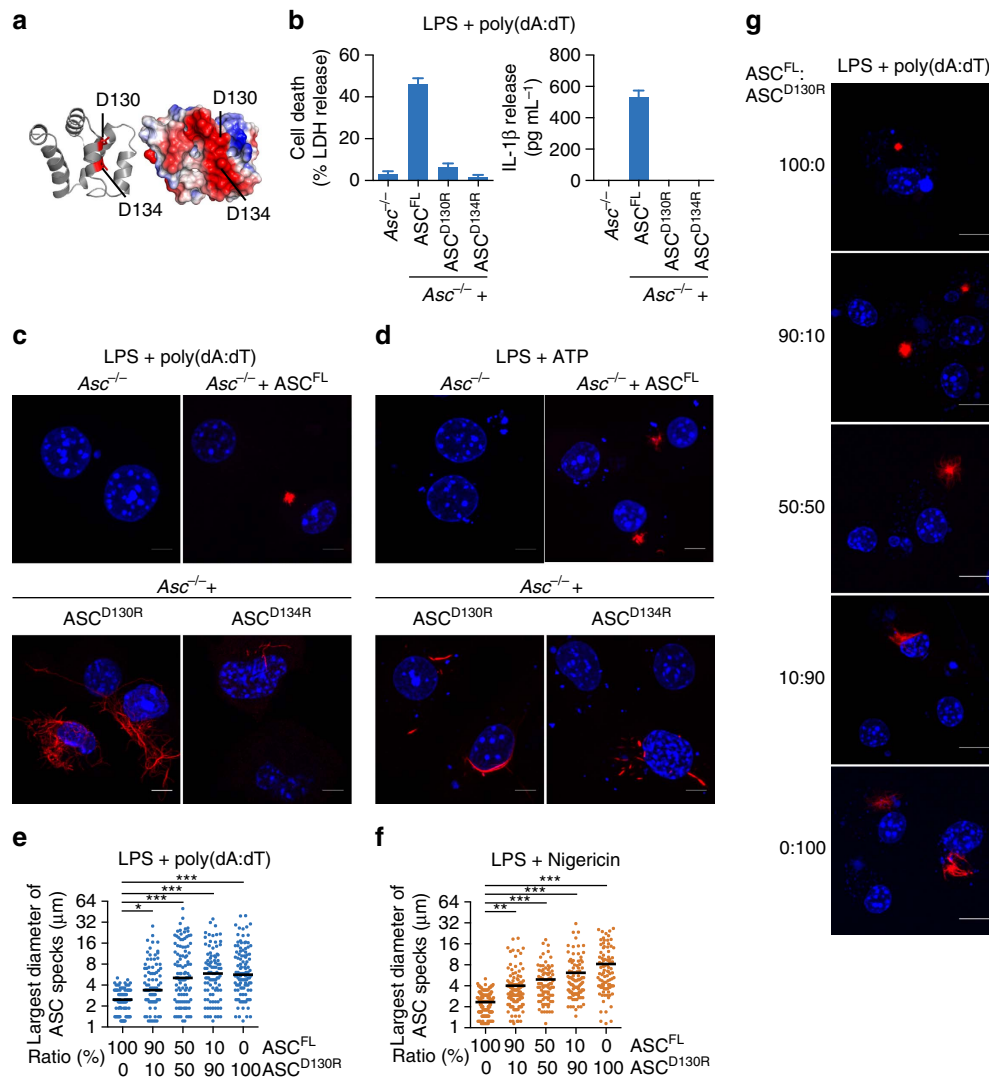 a
D130
D130
D134
D134
b
LPS + poly(dA:dT)
Cell death
(% LDH release)
60
40
20
0
Asc–/–
ASCFL
ASCD130R
ASCD134R
Asc–/– +
IL-1β release
(pg mL–1)
800
600
400
200
0
Asc–/–
ASCFL
ASCD130R
ASCD134R
Asc–/– +
c
LPS + poly(dA:dT)
Asc–/–
Asc–/– + ASCFL
Asc–/– +
ASCD130R
ASCD134R
d
LPS + ATP
Asc–/–
Asc–/– + ASCFL
Asc–/– +
ASCD130R
ASCD134R
e
LPS + poly(dA:dT)
Largest diameter of
ASC specks (μm)
64
32
16
8
4
2
1
***
***
***
*
100 90 50 10 0 ASCFL
Ratio (%)
0 10 50 90 100 ASCD130R
f
LPS + Nigericin
Largest diameter of
ASC specks (μm)
64
32
16
8
4
2
1
***
***
***
**
100 90 50 10 0 ASCFL
Ratio (%)
0 10 50 90 100 ASCD130R
g
LPS + poly(dA:dT)
ASCFL:
ASCD130R
100:0
90:10
50:50
10:90
0:100